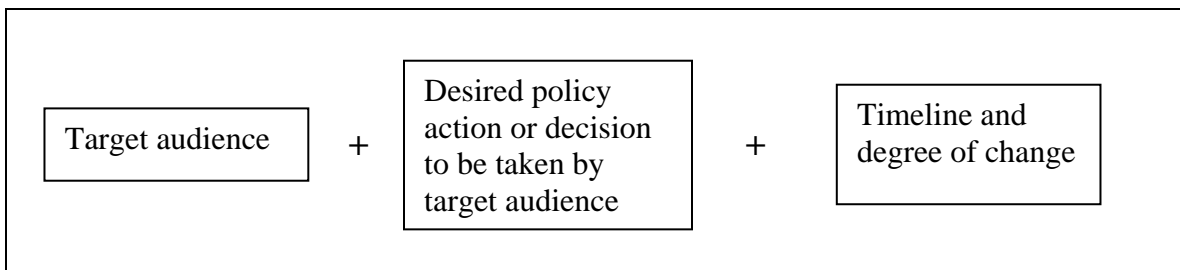 Target audience
+
Desired policy
action or decision
to be taken by
target audience
+
Timeline and
degree of change